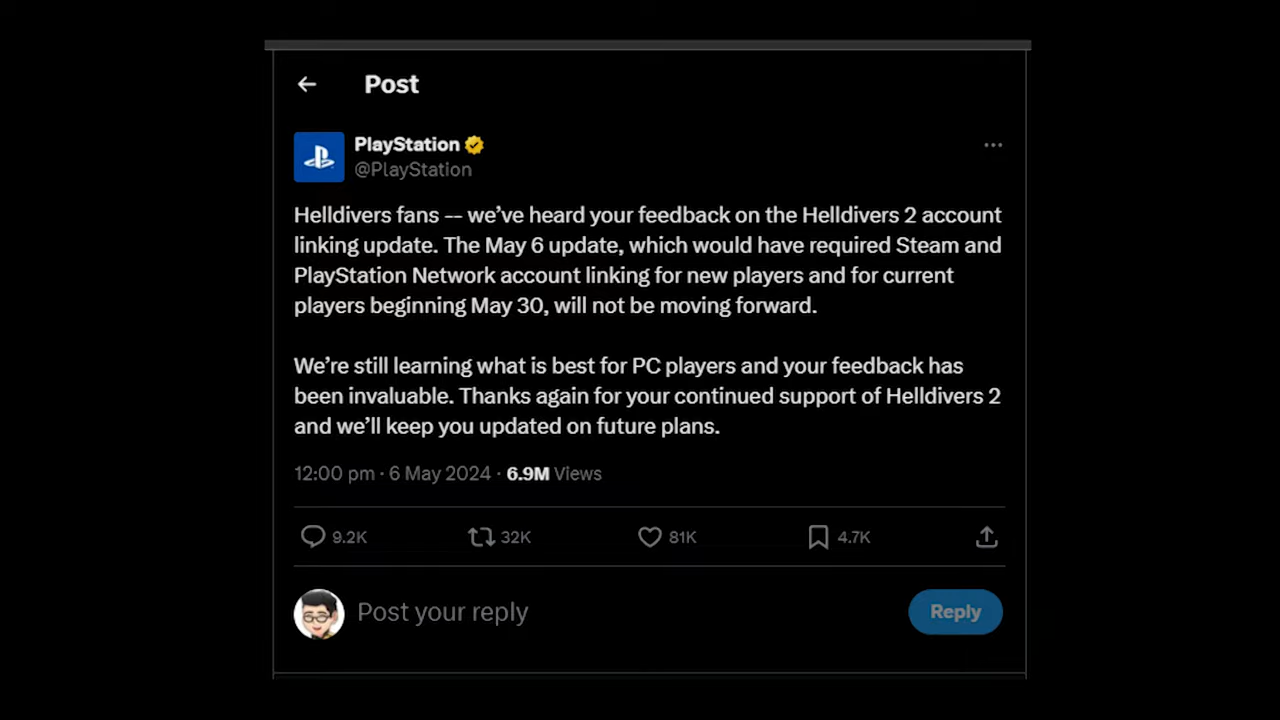 Post
PlayStation
@PlayStation
Helldivers fans -- we’ve heard your feedback on the Helldivers 2 account
linking update. The May 6 update, which would have required Steam and
PlayStation Network account linking for new players and for current
players beginning May 30, will not be moving forward.
We’re still learning what is best for PC players and your feedback has
been invaluable. Thanks again for your continued support of Helldivers 2
and we’ll keep you updated on future plans.
12:00 pm · 6 May 2024 · 6.9M Views
9.2K 32K 81K 4.7K
Post your reply Reply